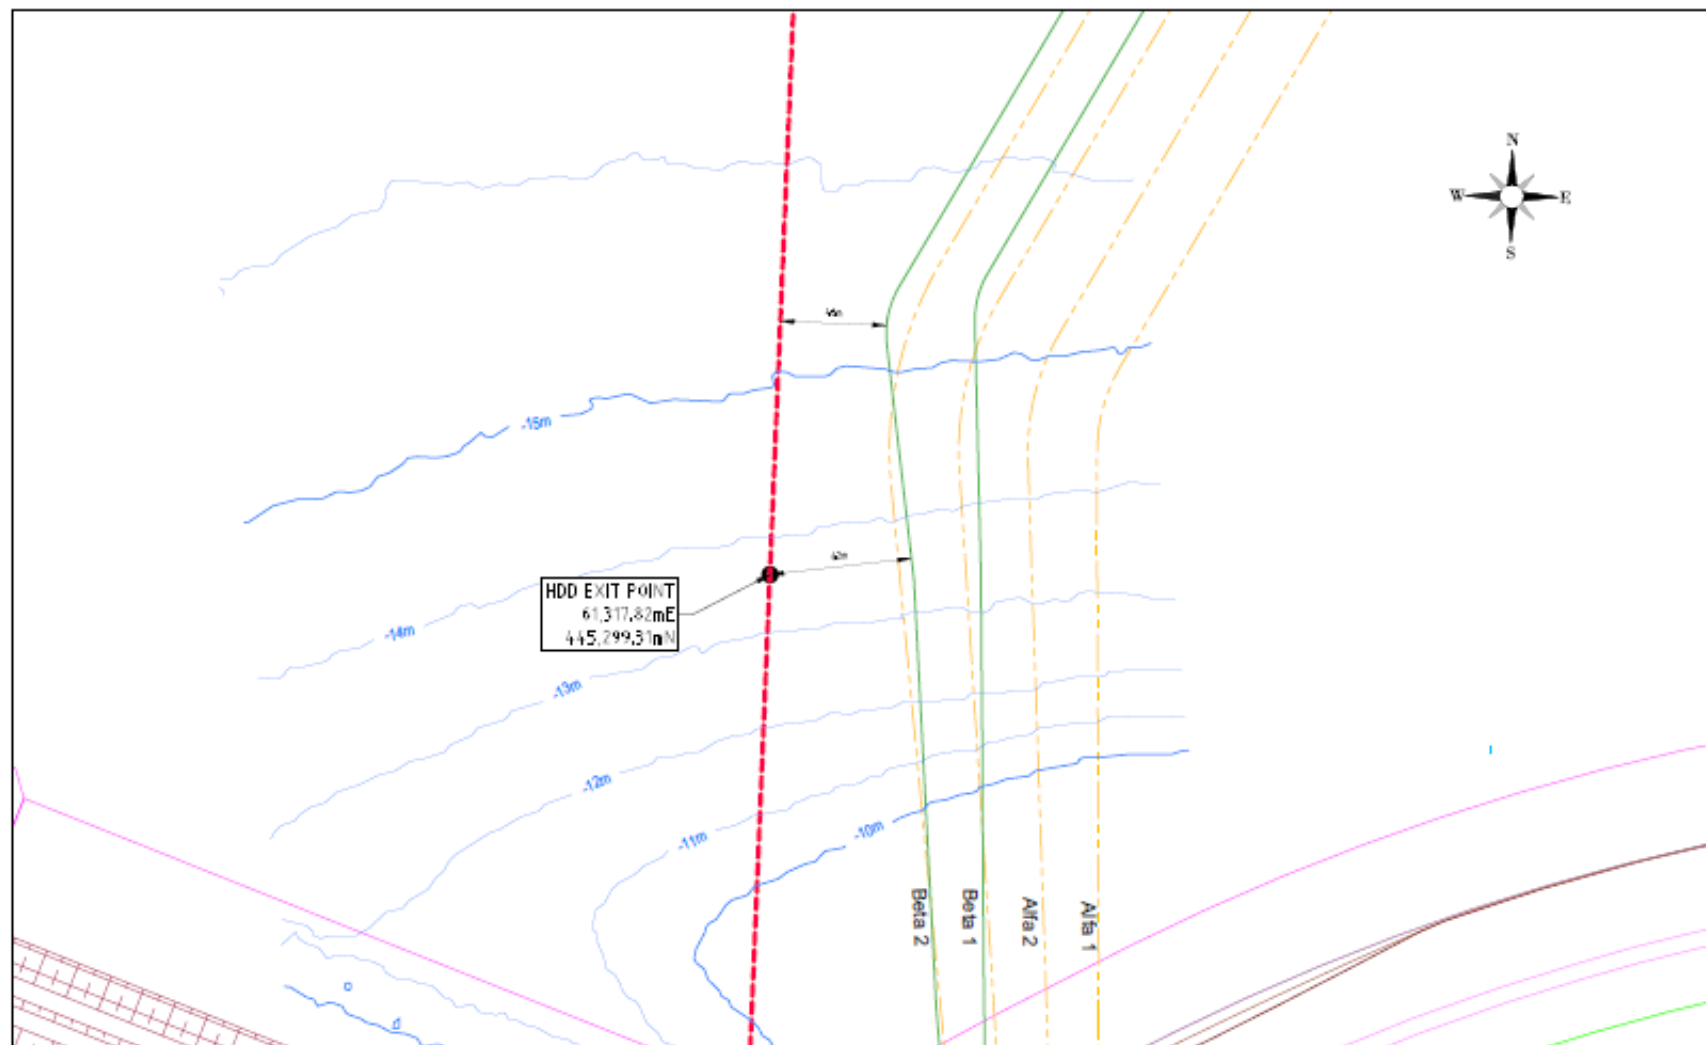 N
W E
S
-15m
HDD EXIT POINT
61,317.82mE
445,299.31mN
-14m
-13m
-12m
-11m
-10m
Beta 2
Beta 1
Alfa 2
Alfa 1